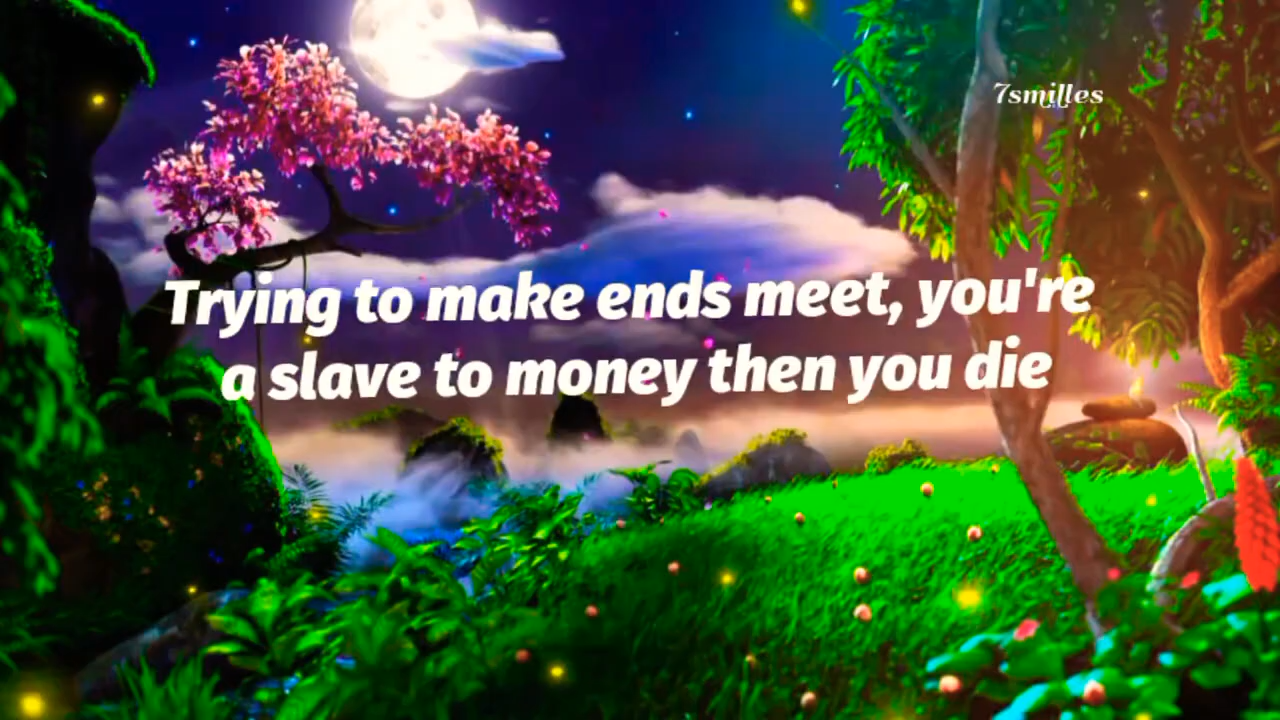 7smilles
Trying to make ends meet, you're
a slave to money then you die